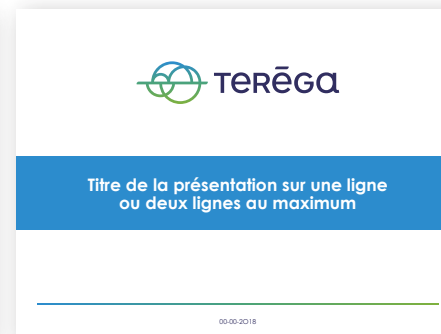 TERĒGA
Titre de la présentation sur une ligne
ou deux lignes au maximum
00-00-2018